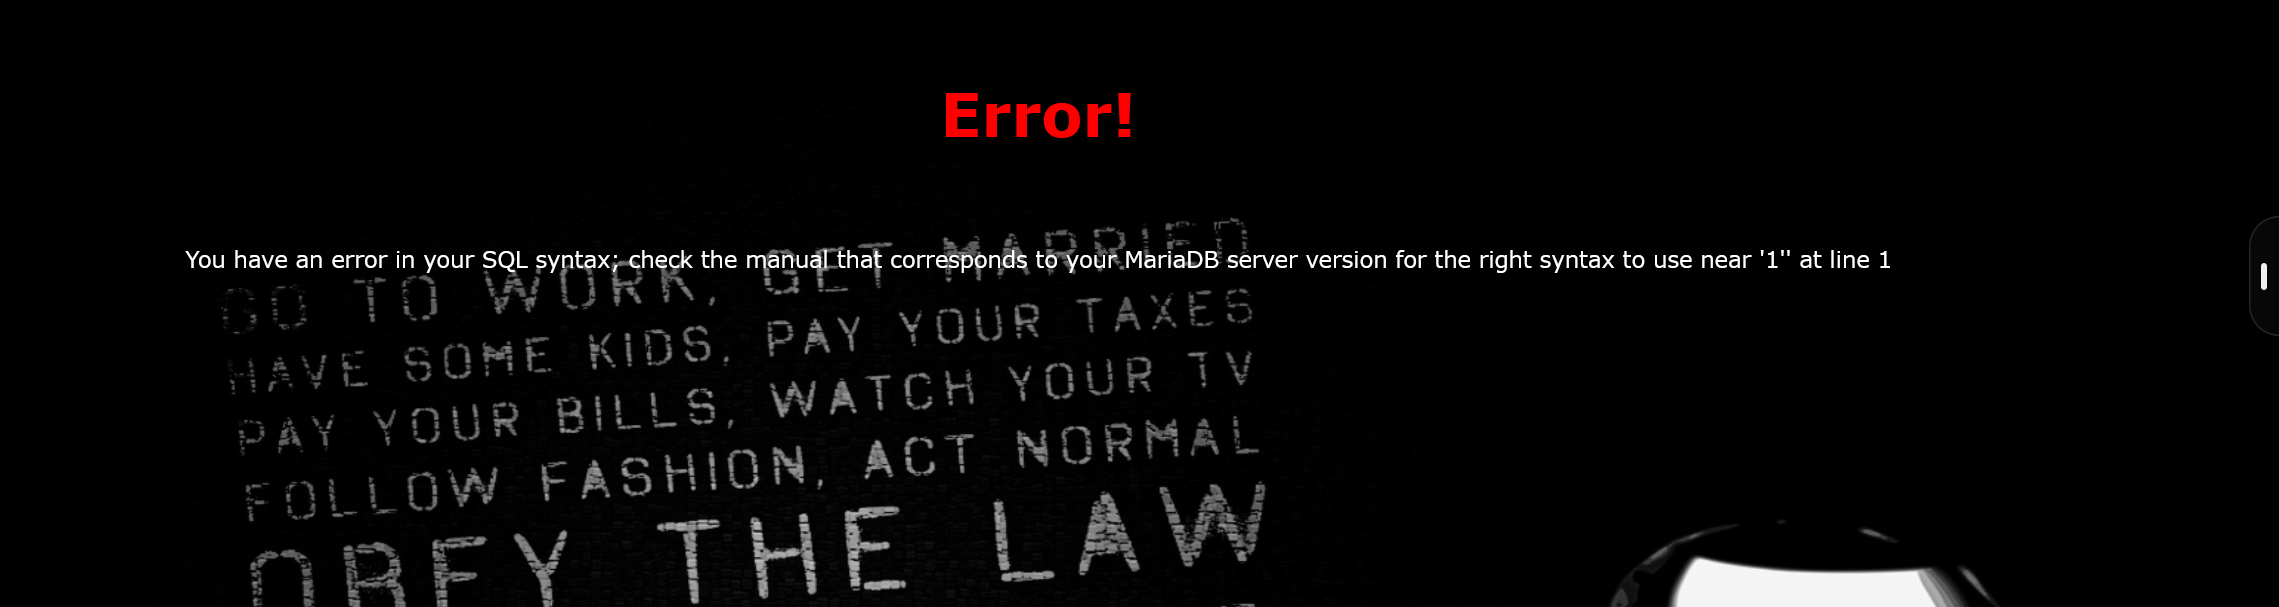 Error!
You have an error in your SQL syntax; check the manual that corresponds to your MariaDB server version for the right syntax to use near '1'' at line 1
GO TO WORK, GET MARRIED
HAVE SOME KIDS, PAY YOUR TAXES
PAY YOUR BILLS, WATCH YOUR TV
FOLLOW FASHION, ACT NORMAL
OBEY THE LAW